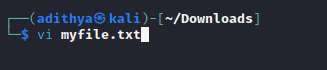 ┌──(adithya㉿kali)-[~/Downloads]
└─$ vi myfile.txt